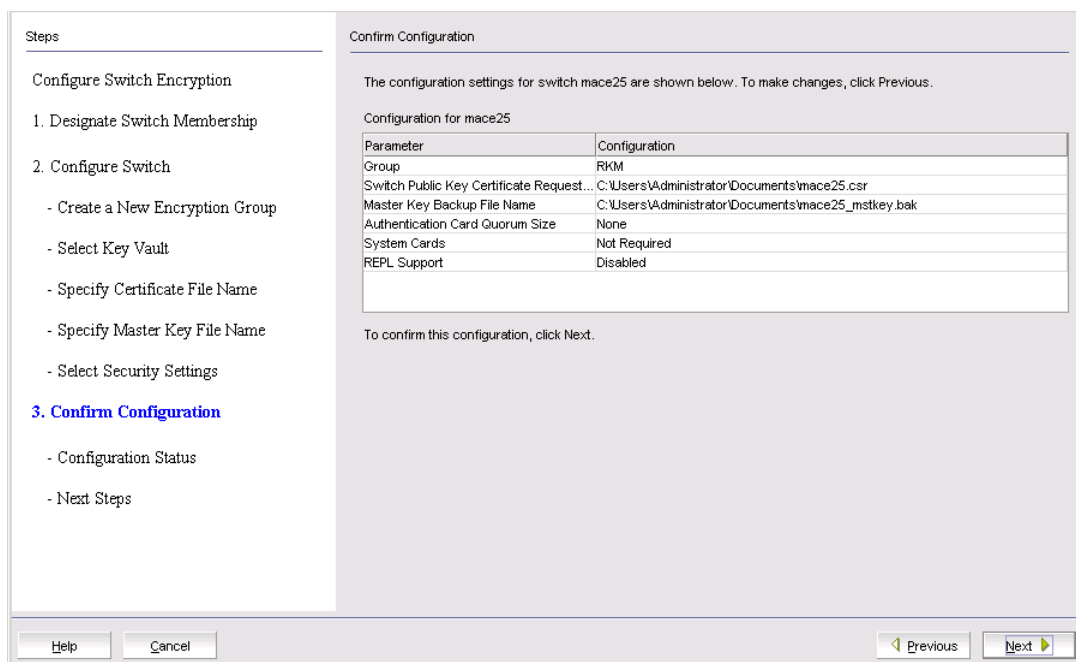 Steps
Configure Switch Encryption
1. Designate Switch Membership
2. Configure Switch
- Create a New Encryption Group
- Select Key Vault
- Specify Certificate File Name
- Specify Master Key File Name
- Select Security Settings
3. Confirm Configuration
- Configuration Status
- Next Steps
Confirm Configuration
The configuration settings for switch mace25 are shown below. To make changes, click Previous.
Configuration for mace25
Parameter Configuration
Group RKM
Switch Public Key Certificate Request... C:\Users\Administrator\Documents\mace25.csr
Master Key Backup File Name C:\Users\Administrator\Documents\mace25_mstkey.bak
Authentication Card Quorum Size None
System Cards Not Required
REPL Support Disabled
To confirm this configuration, click Next.
Help Cancel Previous Next